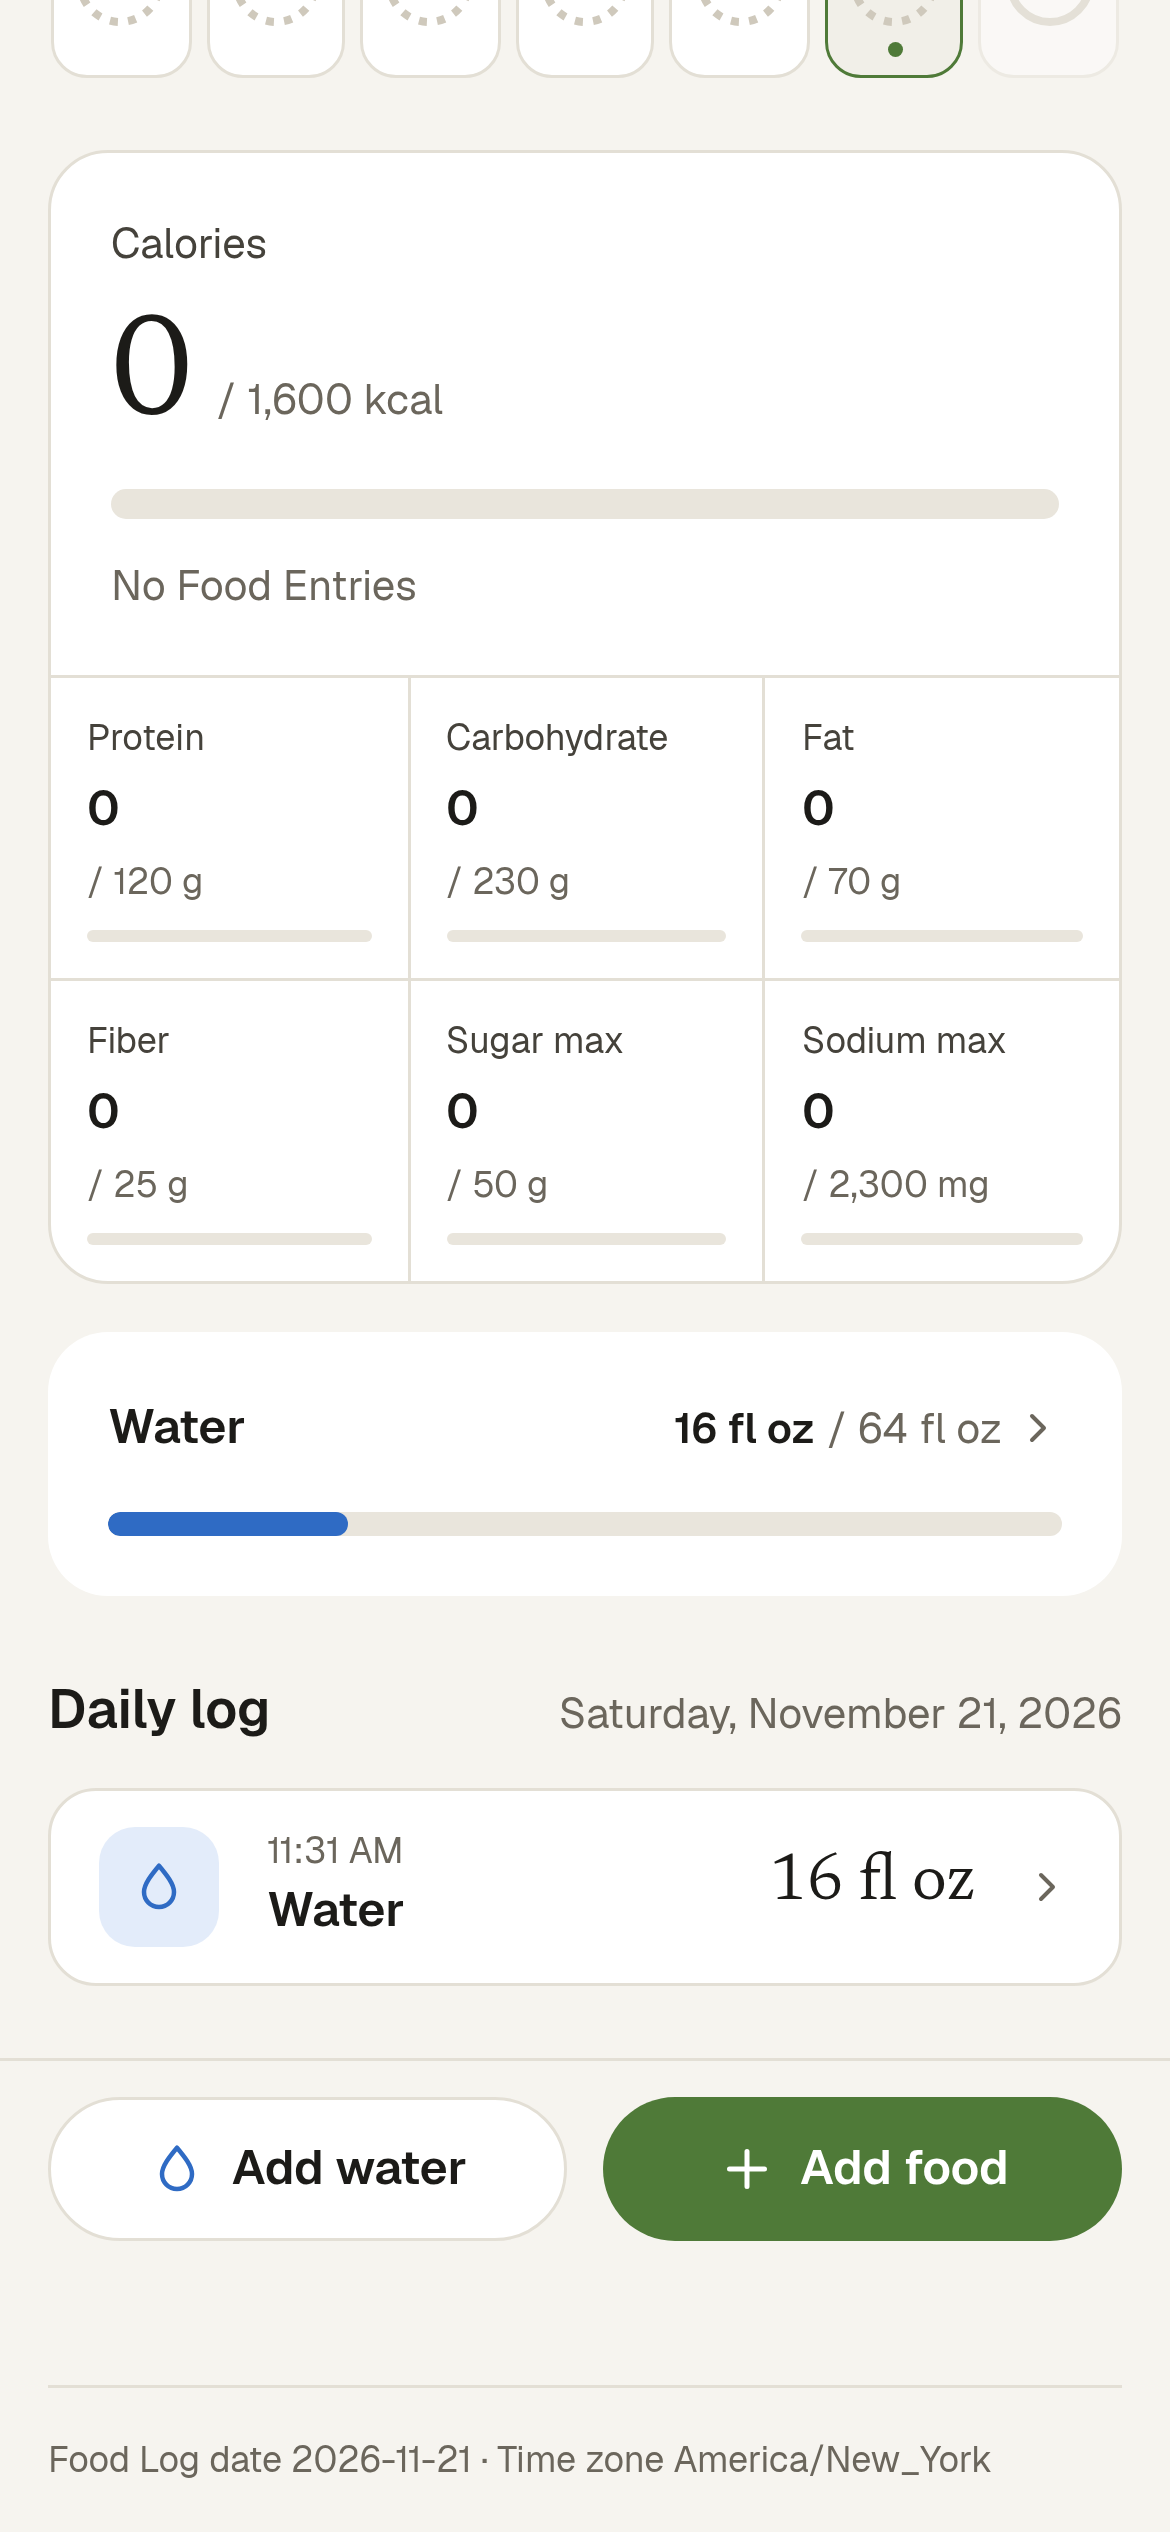 Calories
0 / 1,600 kcal
No Food Entries
Protein
0
/ 120 g
Carbohydrate
0
/ 230 g
Fat
0
/ 70 g
Fiber
0
/ 25 g
Sugar max
0
/ 50 g
Sodium max
0
/ 2,300 mg
Water
16 fl oz / 64 fl oz
Daily log
Saturday, November 21, 2026
11:31 AM
Water
16 fl oz
Add water
Add food
Food Log date 2026-11-21 · Time zone America/New_York